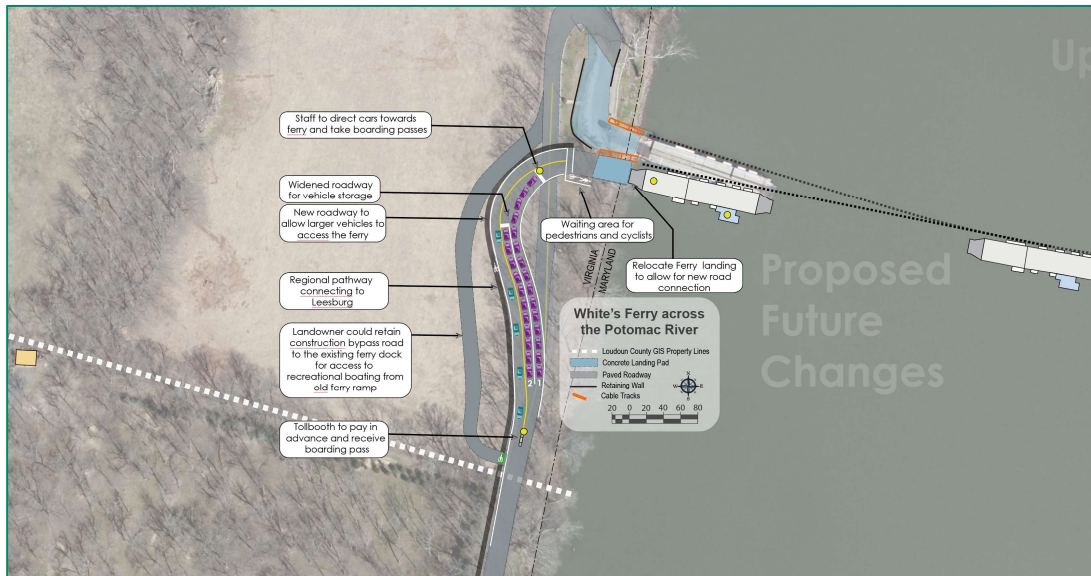 Up
Staff to direct cars towards
ferry and take boarding passes
Widened roadway
for vehicle storage
New roadway to
allow larger vehicles to
access the ferry
Waiting area for
pedestrians and cyclists
Regional pathway
connecting to
Leesburg
Relocate Ferry landing
to allow for new road
connection
VIRGINIA
MARYLAND
Proposed
Future
Changes
Landowner could retain
construction bypass road
to the existing ferry dock
for access to
recreational boating from
old ferry ramp
Tollbooth to pay in
advance and receive
boarding pass
2 1
White's Ferry across
the Potomac River
Loudoun County GIS Property Lines
Concrete Landing Pad
Paved Roadway
Retaining Wall
Cable Tracks
N
W E
S
20 0 20 40 60 80